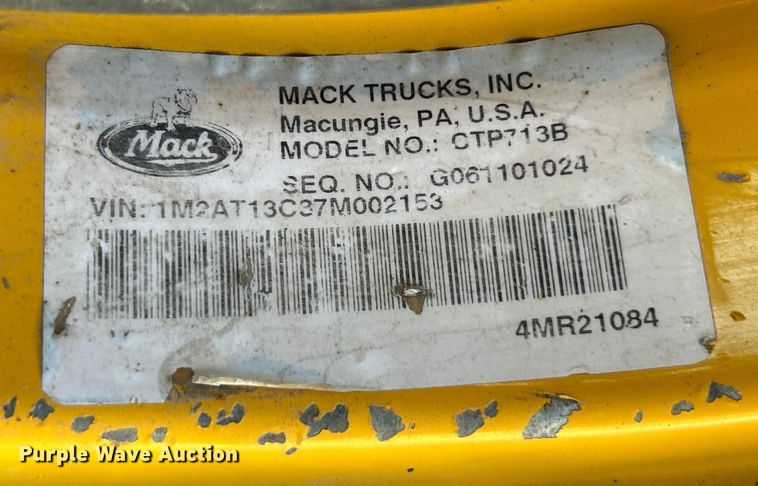 Mack
MACK TRUCKS, INC.
Macungie, PA, U.S.A.
MODEL NO.: CTP713B
SEQ. NO.: G061101024
VIN: 1M2AT13C37M002153
4MR21084
Purple Wave Auction